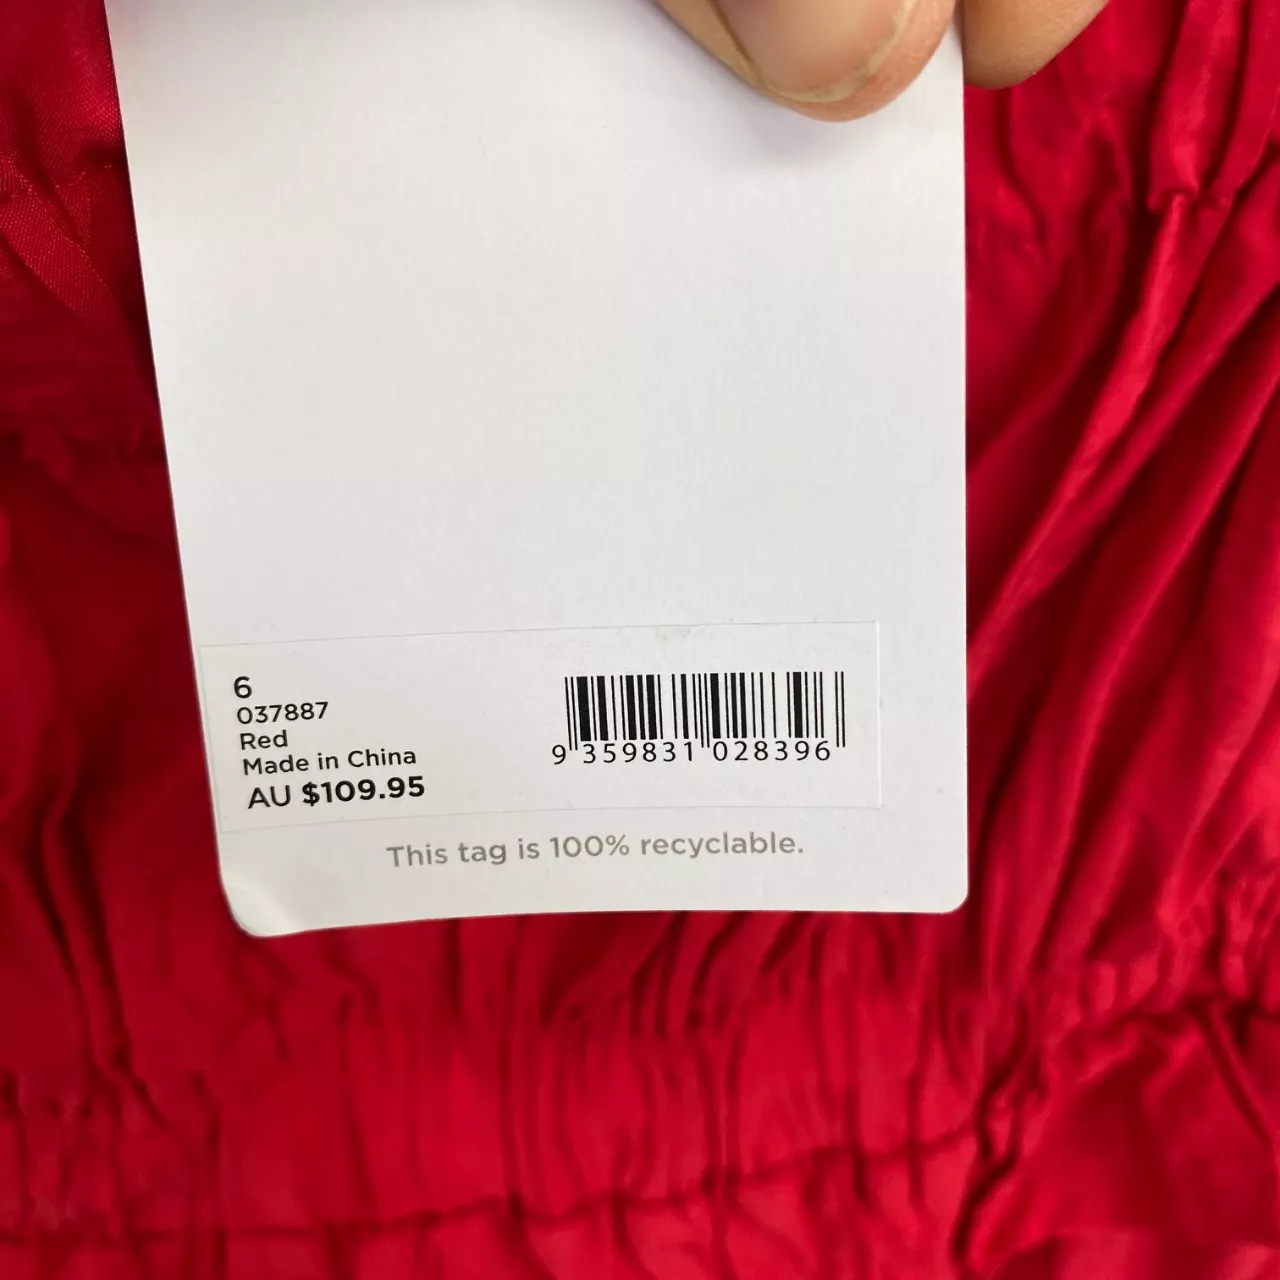 6
037887
Red
Made in China
AU $109.95
9 359831 028396
This tag is 100% recyclable.